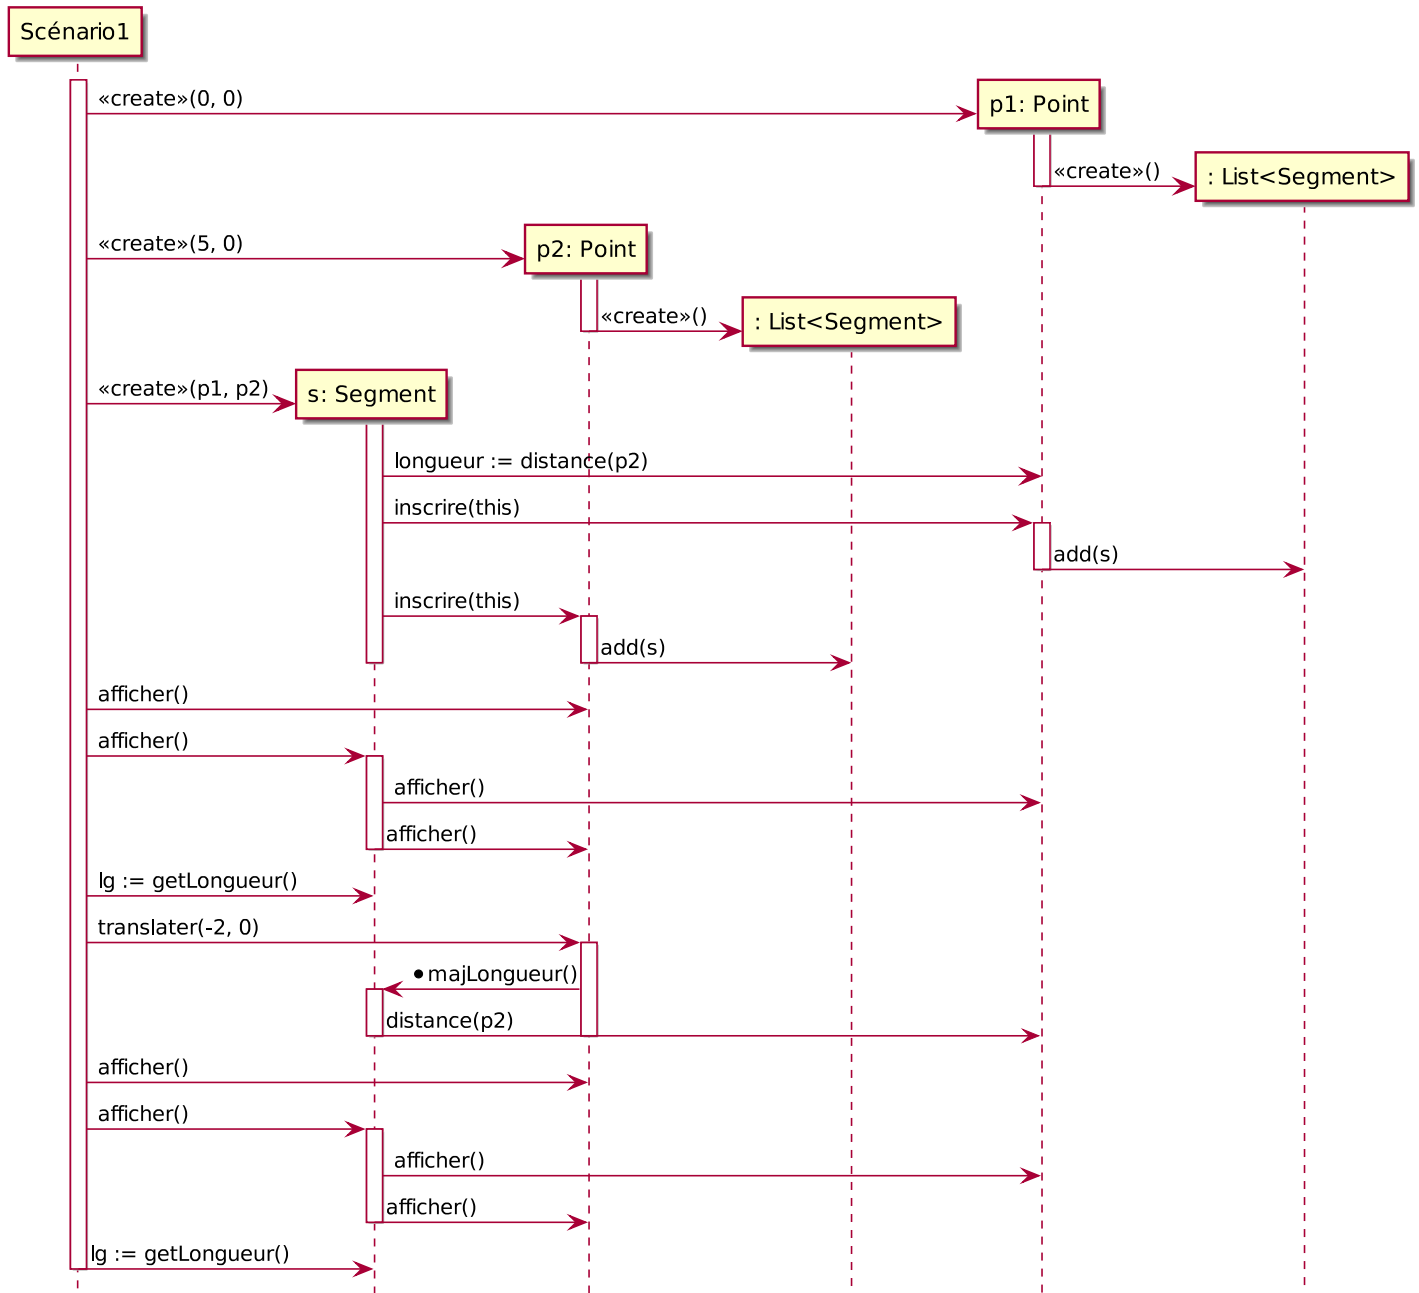 Scénario1
«create»(0, 0)
p1: Point
«create»()
: List<Segment>
«create»(5, 0)
p2: Point
«create»()
: List<Segment>
«create»(p1, p2)
s: Segment
longueur := distance(p2)
inscrire(this)
add(s)
inscrire(this)
add(s)
afficher()
afficher()
afficher()
afficher()
lg := getLongueur()
translater(-2, 0)
•majLongueur()
distance(p2)
afficher()
afficher()
afficher()
afficher()
lg := getLongueur()